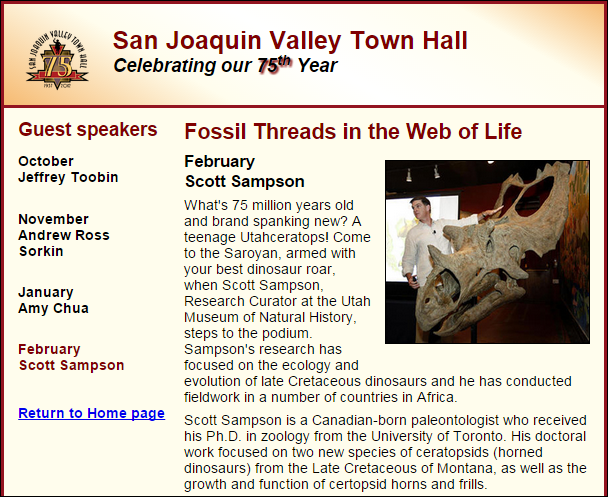 SAN JOAQUIN VALLEY TOWN HALL
75
San Joaquin Valley Town Hall
Celebrating our 75th Year
Guest speakers
October
Jeffrey Toobin
November
Andrew Ross
Sorkin
January
Amy Chua
February
Scott Sampson
Return to Home page
Fossil Threads in the Web of Life
February
Scott Sampson
What's 75 million years old
and brand spanking new? A
teenage Utahceratops! Come
to the Saroyan, armed with
your best dinosaur roar,
when Scott Sampson,
Research Curator at the Utah
Museum of Natural History,
steps to the podium.
Sampson's research has
focused on the ecology and
evolution of late Cretaceous dinosaurs and he has conducted
fieldwork in a number of countries in Africa.
Scott Sampson is a Canadian-born paleontologist who received
his Ph.D. in zoology from the University of Toronto. His doctoral
work focused on two new species of ceratopsids (horned
dinosaurs) from the Late Cretaceous of Montana, as well as the
growth and function of certopsid horns and frills.